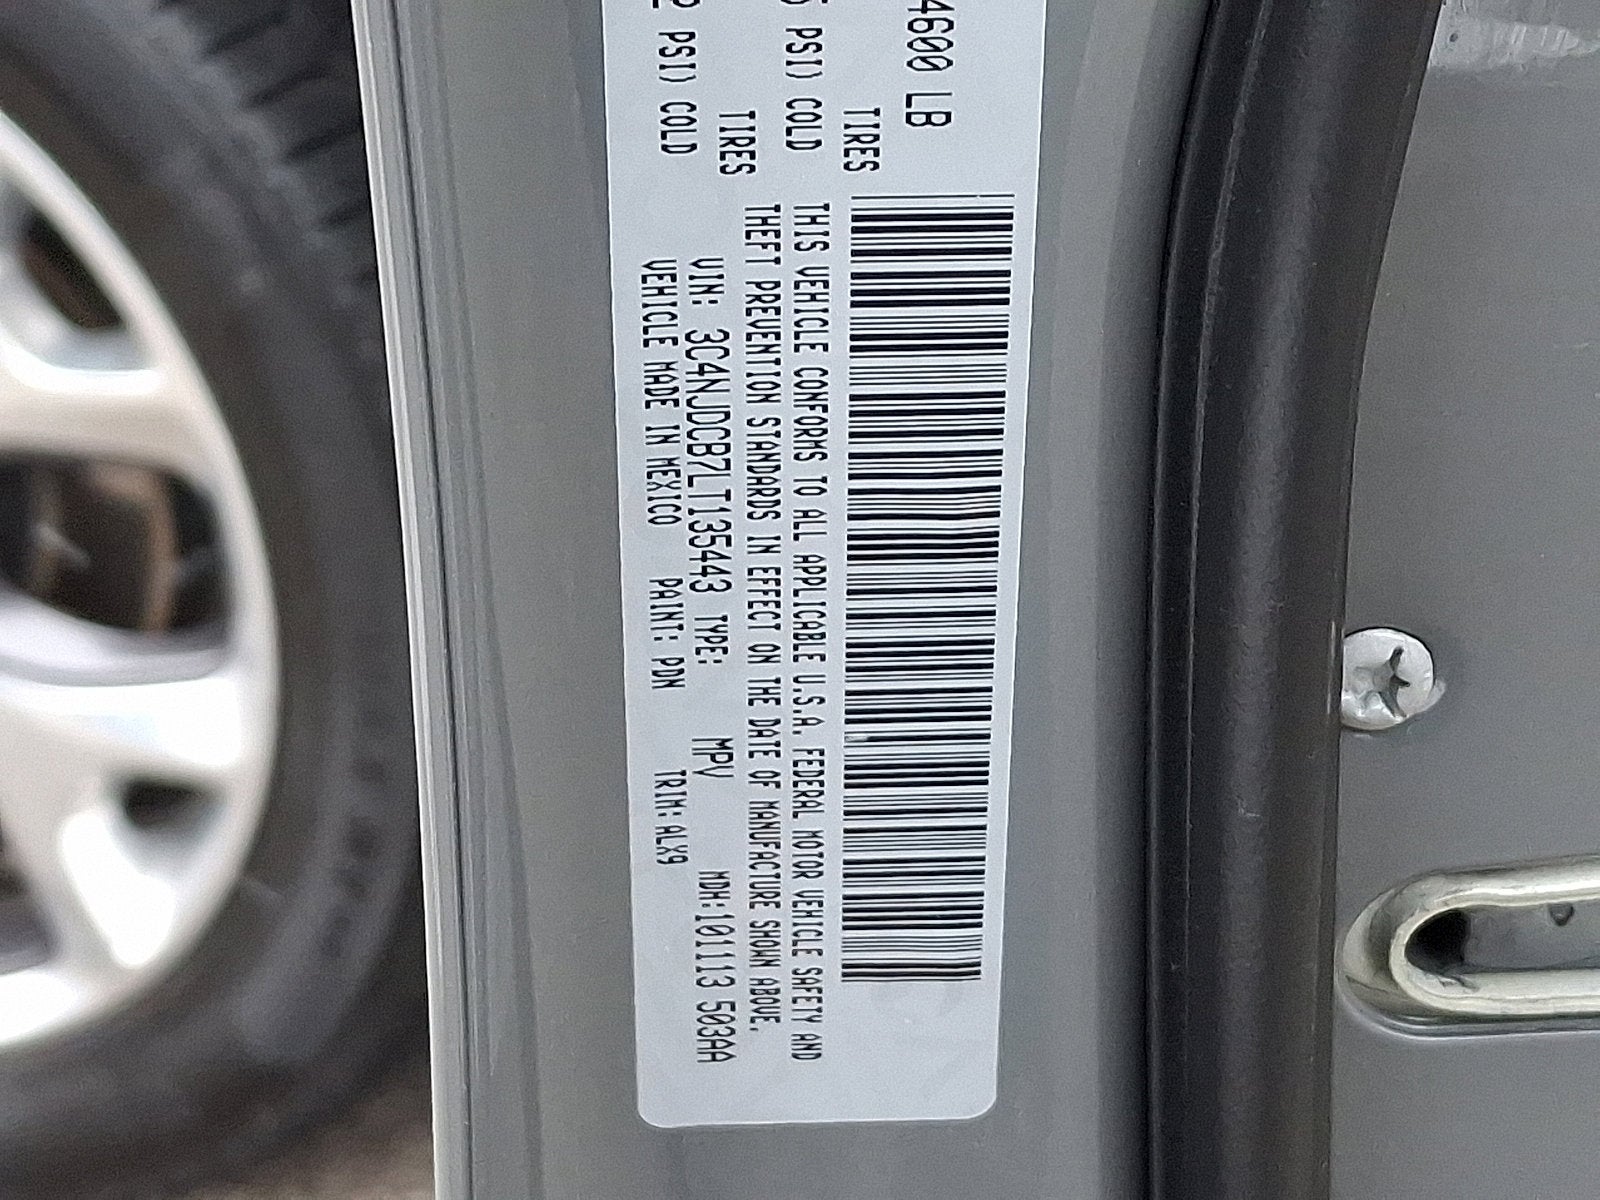 4600 LB
TIRES
PSI) COLD
TIRES
PSI) COLD
THIS VEHICLE CONFORMS TO ALL APPLICABLE U.S.A. FEDERAL MOTOR VEHICLE SAFETY AND
THEFT PREVENTION STANDARDS IN EFFECT ON THE DATE OF MANUFACTURE SHOWN ABOVE.
VIN: 3C4NJDCB7LT135443 TYPE: MPV MDH:101113 503AA
VEHICLE MADE IN MEXICO PAINT: PDN TRIM:ALX9